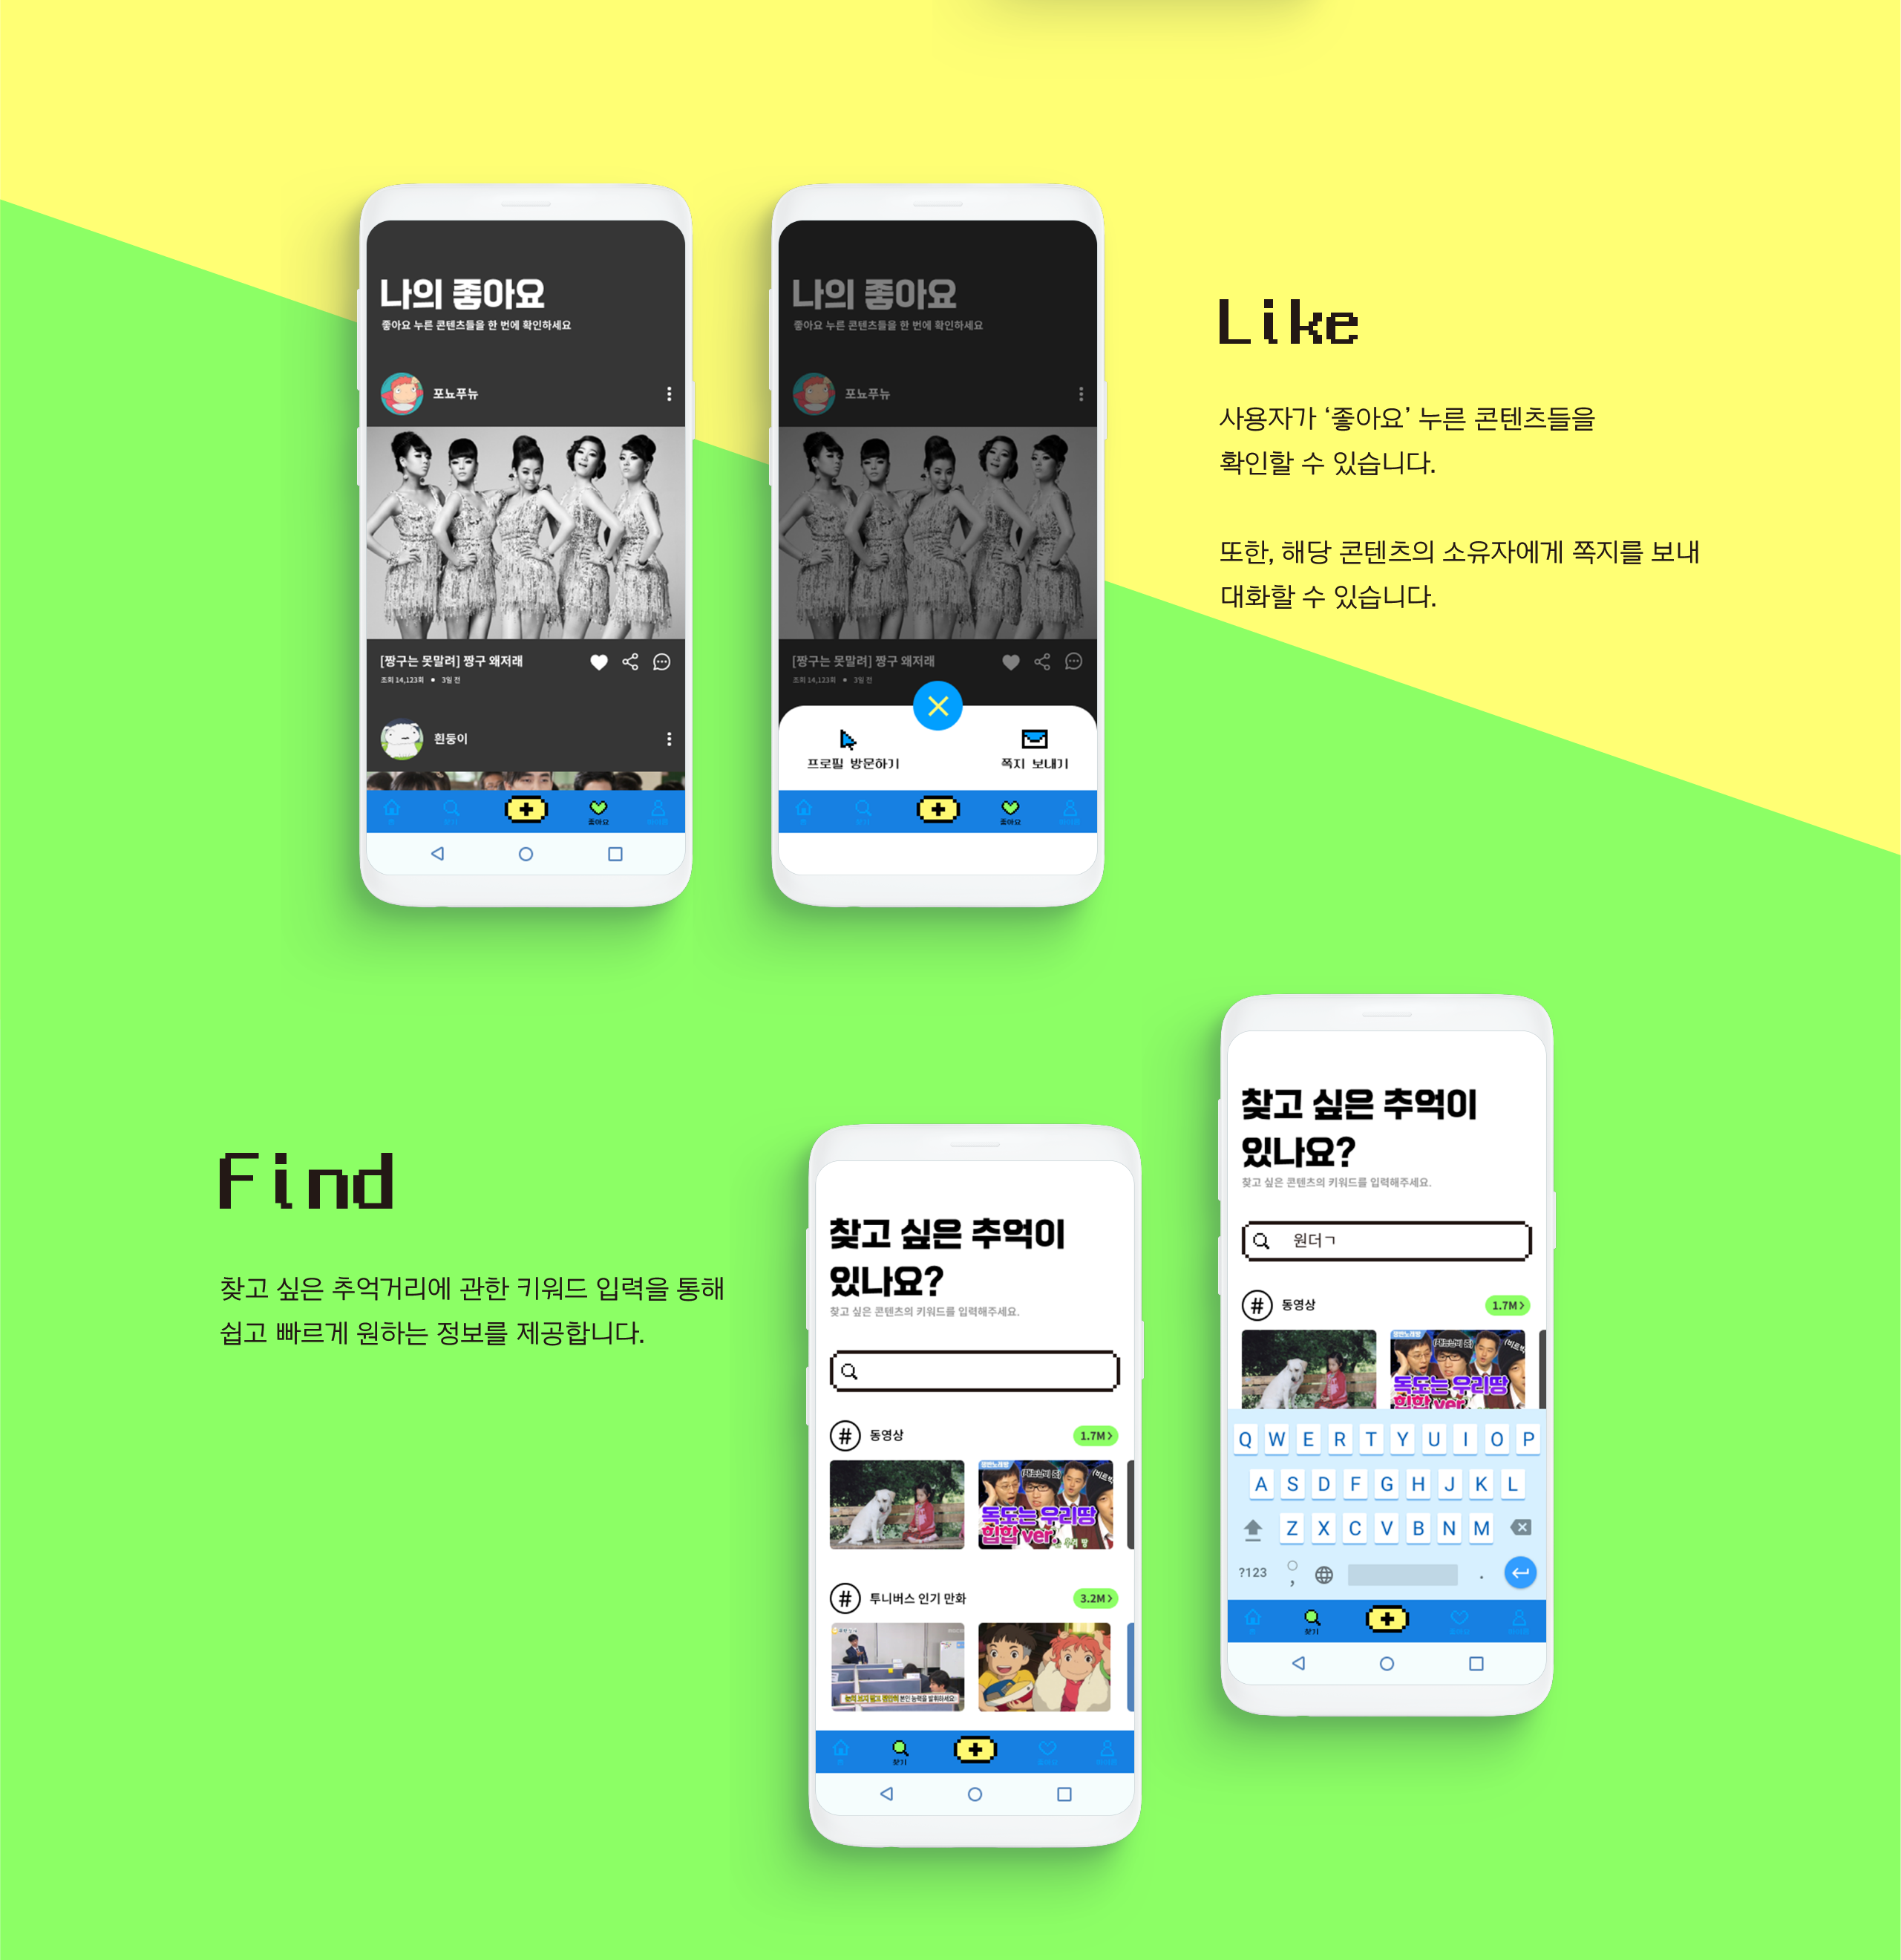 나의 좋아요
좋아요 누른 콘텐츠들을 한 번에 확인하세요
포뇨푸뉴
[짱구는 못말려] 짱구 왜저래
조회 14,123회 • 3일 전
흰둥이
좋아요
나의 좋아요
좋아요 누른 콘텐츠들을 한 번에 확인하세요
포뇨푸뉴
[짱구는 못말려] 짱구 왜저래
조회 14,123회 • 3일 전
프로필 방문하기
쪽지 보내기
좋아요
Like
사용자가 ‘좋아요’ 누른 콘텐츠들을
확인할 수 있습니다.
또한, 해당 콘텐츠의 소유자에게 쪽지를 보내
대화할 수 있습니다.
Find
찾고 싶은 추억거리에 관한 키워드 입력을 통해
쉽고 빠르게 원하는 정보를 제공합니다.
찾고 싶은 추억이
있나요?
찾고 싶은 콘텐츠의 키워드를 입력해주세요.
# 동영상 1.7M >
독도는 우리땅
힙합 ver.
# 투니버스 인기 만화 3.2M >
본인 능력을 발휘하세요
찾기
찾고 싶은 추억이
있나요?
찾고 싶은 콘텐츠의 키워드를 입력해주세요.
원더ㄱ
# 동영상 1.7M >
독도는 우리땅
힙합 ver.
Q W E R T Y U I O P
A S D F G H J K L
Z X C V B N M
?123 , .
찾기